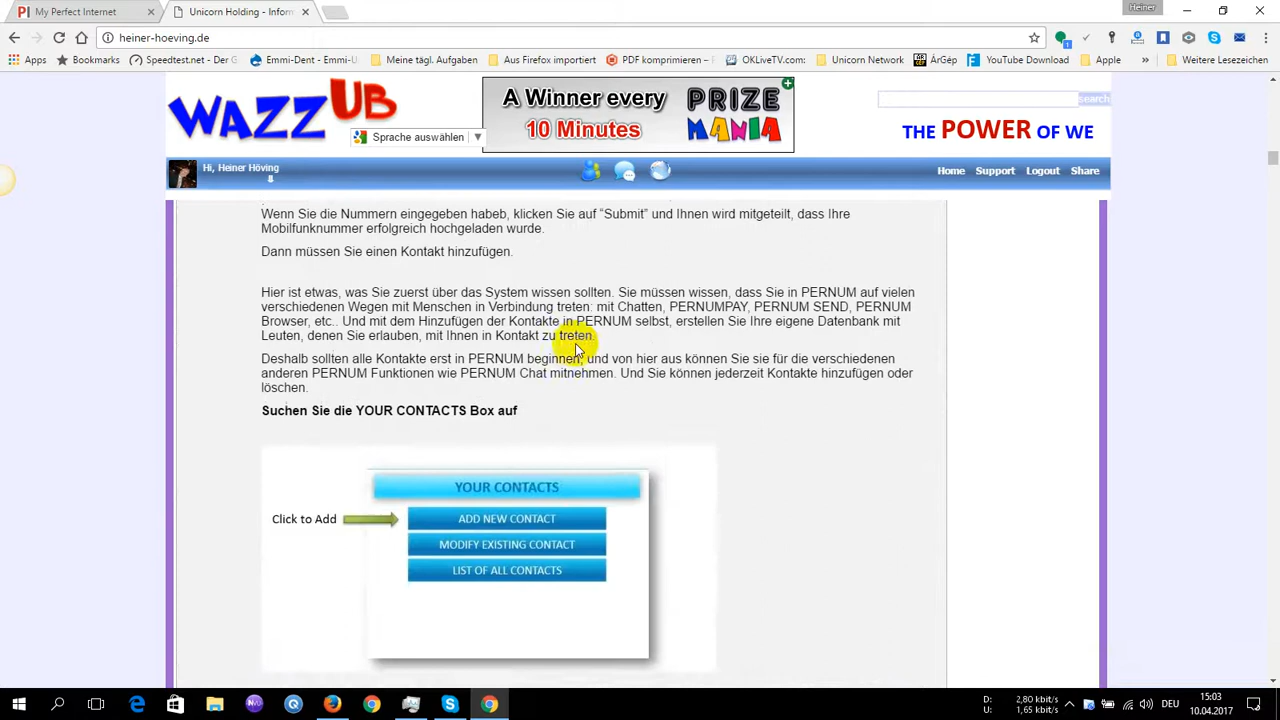 My Perfect Internet
Unicorn Holding - Inform
Heiner
heiner-hoeving.de
Apps
Bookmarks
Speedtest.net - Der G
Emmi-Dent - Emmi-U
Meine tägl. Aufgaben
Aus Firefox importiert
PDF komprimieren –
OKLiveTV.com:
Unicorn Network
ÄrGep
YouTube Download
Apple
Weitere Lesezeichen
WAZZUB
Sprache auswählen
A Winner every
10 Minutes
PRIZE
MANIA
search
THE POWER OF WE
Hi, Heiner Höving
Home Support Logout Share
Wenn Sie die Nummern eingegeben habeb, klicken Sie auf “Submit” und Ihnen wird mitgeteilt, dass Ihre
Mobilfunknummer erfolgreich hochgeladen wurde.
Dann müssen Sie einen Kontakt hinzufügen.
Hier ist etwas, was Sie zuerst über das System wissen sollten. Sie müssen wissen, dass Sie in PERNUM auf vielen
verschiedenen Wegen mit Menschen in Verbindung treten: mit Chatten, PERNUMPAY, PERNUM SEND, PERNUM
Browser, etc.. Und mit dem Hinzufügen der Kontakte in PERNUM selbst, erstellen Sie Ihre eigene Datenbank mit
Leuten, denen Sie erlauben, mit Ihnen in Kontakt zu treten.
Deshalb sollten alle Kontakte erst in PERNUM beginnen, und von hier aus können Sie sie für die verschiedenen
anderen PERNUM Funktionen wie PERNUM Chat mitnehmen. Und Sie können jederzeit Kontakte hinzufügen oder
löschen.
Suchen Sie die YOUR CONTACTS Box auf
YOUR CONTACTS
Click to Add
ADD NEW CONTACT
MODIFY EXISTING CONTACT
LIST OF ALL CONTACTS
D: 2,80 kbit/s
U: 1,65 kbit/s
DEU
15:03
10.04.2017